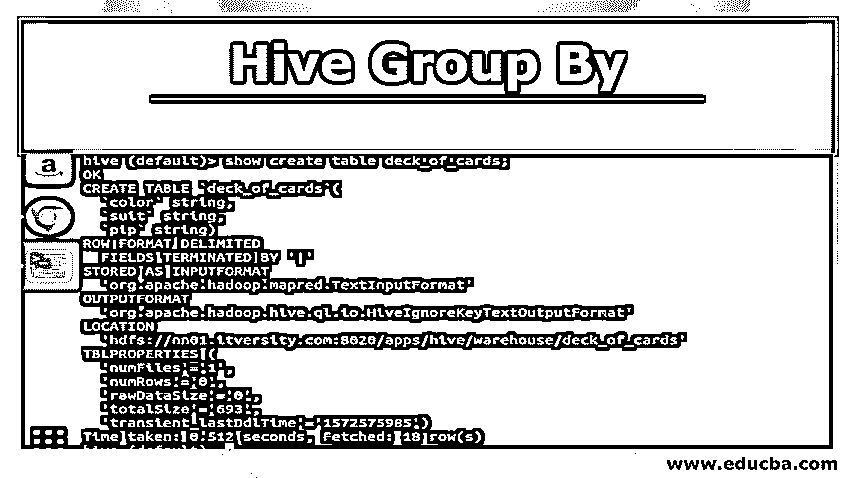 Hive Group By
hive (default)> show create table deck_of_cards;
OK
CREATE TABLE `deck_of_cards`(
`color` string,
`suit` string,
`pip` string)
ROW FORMAT DELIMITED
FIELDS TERMINATED BY '|'
STORED AS INPUTFORMAT
'org.apache.hadoop.mapred.TextInputFormat'
OUTPUTFORMAT
'org.apache.hadoop.hive.ql.io.HiveIgnoreKeyTextOutputFormat'
LOCATION
'hdfs://nn01.itversity.com:8020/apps/hive/warehouse/deck_of_cards'
TBLPROPERTIES (
'numFiles'='1',
'numRows'='0',
'rawDataSize'='0',
'totalSize'='693',
'transient_lastDdlTime'='1572575985')
Time taken: 0.512 seconds, Fetched: 18 row(s)
www.educba.com